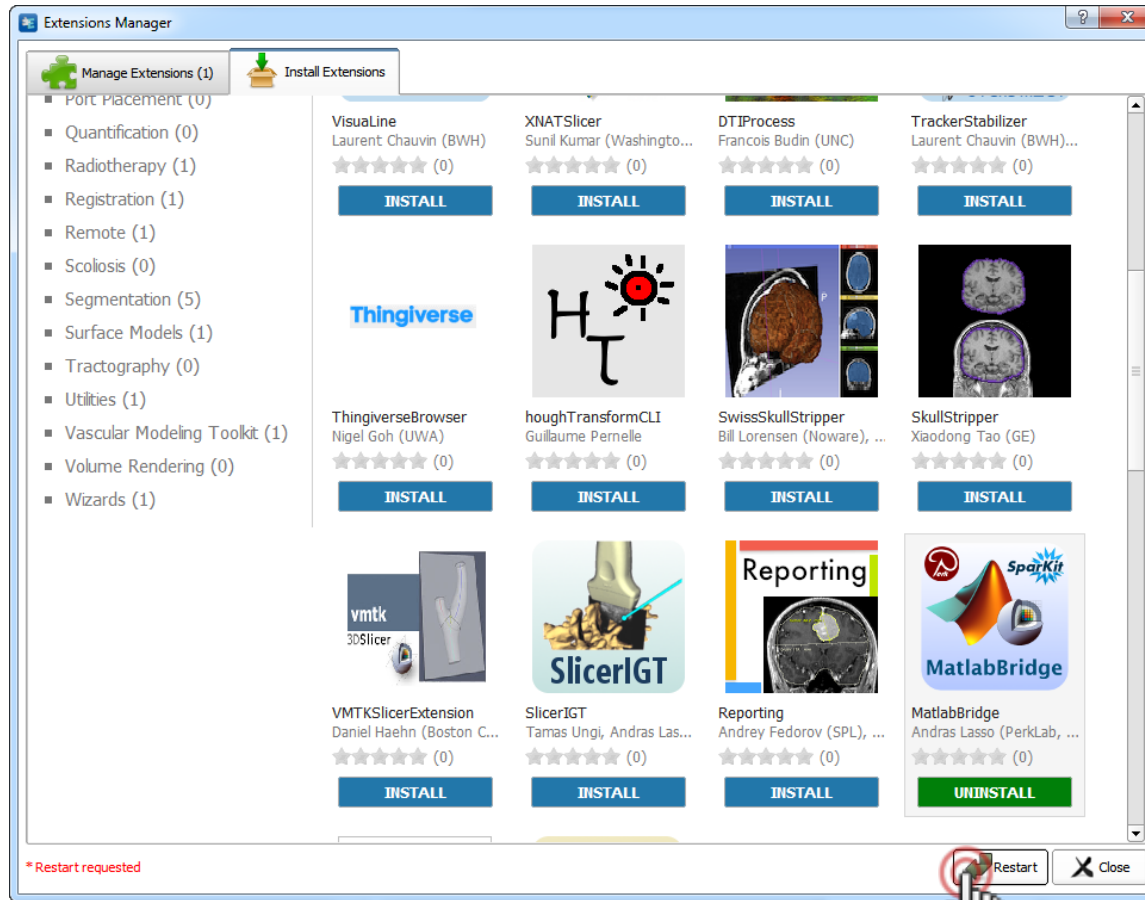 Extensions Manager
Manage Extensions (1)
Install Extensions
Port Placement (0)
Quantification (0)
Radiotherapy (1)
Registration (1)
Remote (1)
Scoliosis (0)
Segmentation (5)
Surface Models (1)
Tractography (0)
Utilities (1)
Vascular Modeling Toolkit (1)
Volume Rendering (0)
Wizards (1)
VisuaLine
Laurent Chauvin (BWH)
(0)
INSTALL
XNATSlicer
Sunil Kumar (Washingto...
(0)
INSTALL
DTIProcess
Francois Budin (UNC)
(0)
INSTALL
TrackerStabilizer
Laurent Chauvin (BWH)...
(0)
INSTALL
Thingiverse
ThingiverseBrowser
Nigel Goh (UWA)
(0)
INSTALL
H
T
houghTransformCLI
Guillaume Pernelle
(0)
INSTALL
P
SwissSkullStripper
Bill Lorensen (Noware), ...
(0)
INSTALL
SkullStripper
Xiaodong Tao (GE)
(0)
INSTALL
vmtk
3DSlicer
VMTKSlicerExtension
Daniel Haehn (Boston C...
(0)
INSTALL
SlicerIGT
SlicerIGT
Tamas Ungi, Andras Las...
(0)
INSTALL
Reporting
Reporting
Andrey Fedorov (SPL), ...
(0)
INSTALL
Perk
SparKit
MatlabBridge
MatlabBridge
Andras Lasso (PerkLab, ...
(0)
UNINSTALL
* Restart requested
Restart
Close